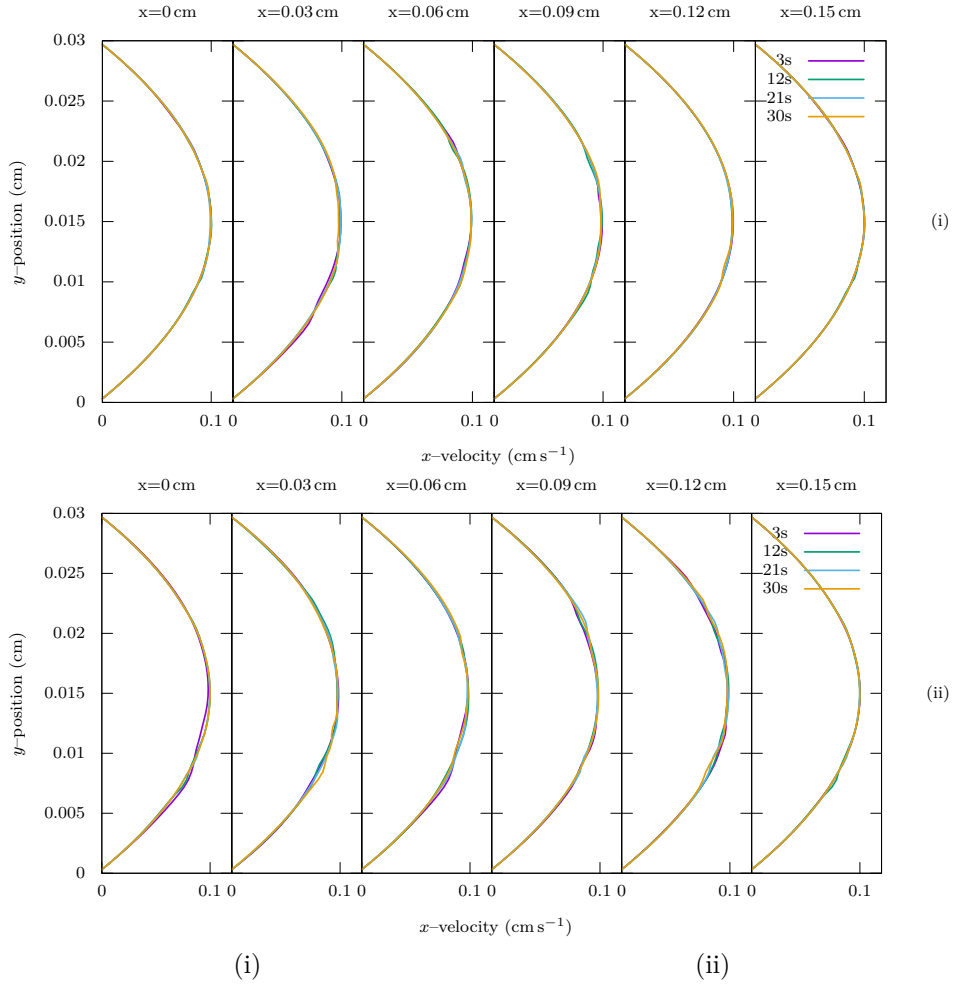 x=0 cm x=0.03 cm x=0.06 cm x=0.09 cm x=0.12 cm x=0.15 cm
0.03
0.025
0.02
0.015
0.01
0.005
0
y–position (cm)
3s
12s
21s
30s
(i)
0 0.1 0 0.1 0 0.1 0 0.1 0 0.1 0 0.1
x–velocity (cm s⁻¹)
x=0 cm x=0.03 cm x=0.06 cm x=0.09 cm x=0.12 cm x=0.15 cm
0.03
0.025
0.02
0.015
0.01
0.005
0
y–position (cm)
3s
12s
21s
30s
(ii)
0 0.1 0 0.1 0 0.1 0 0.1 0 0.1 0 0.1
x–velocity (cm s⁻¹)
(i) (ii)